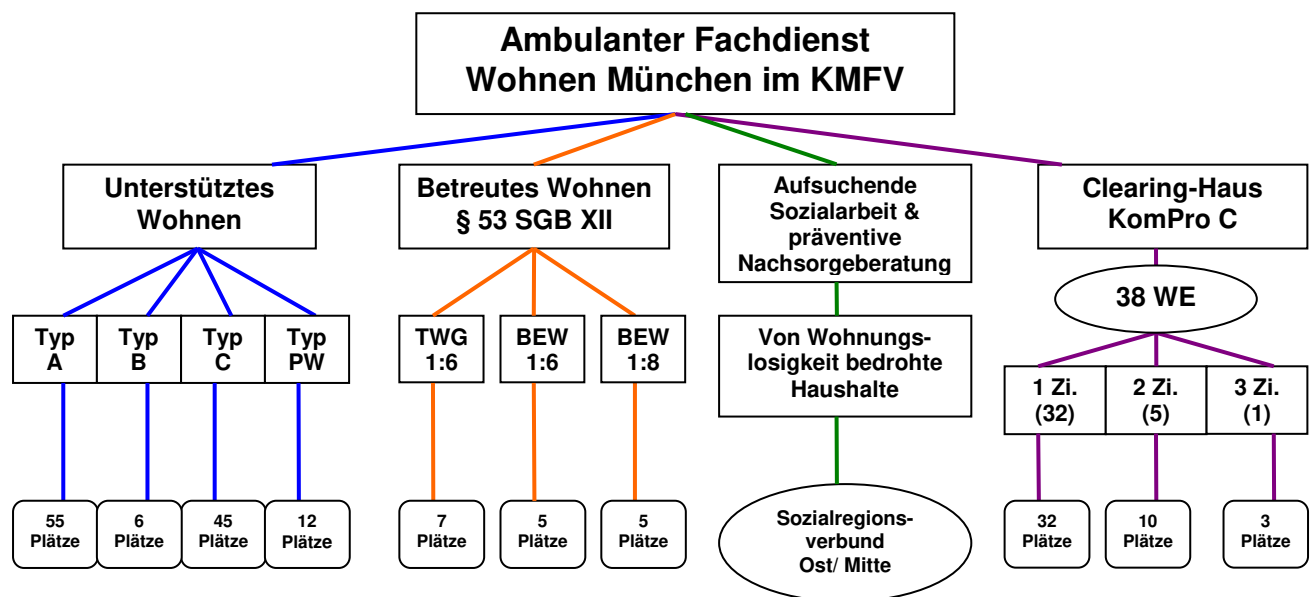 Ambulanter Fachdienst
Wohnen München im KMFV
Unterstütztes
Wohnen
Betreutes Wohnen
§ 53 SGB XII
Aufsuchende
Sozialarbeit &
präventive
Nachsorgeberatung
Clearing-Haus
KomPro C
38 WE
Typ
A
Typ
B
Typ
C
Typ
PW
TWG
1:6
BEW
1:6
BEW
1:8
Von Wohnungs-
losigkeit bedrohte
Haushalte
1 Zi.
(32)
2 Zi.
(5)
3 Zi.
(1)
55
Plätze
6
Plätze
45
Plätze
12
Plätze
7
Plätze
5
Plätze
5
Plätze
Sozialregions-
verbund
Ost/ Mitte
32
Plätze
10
Plätze
3
Plätze